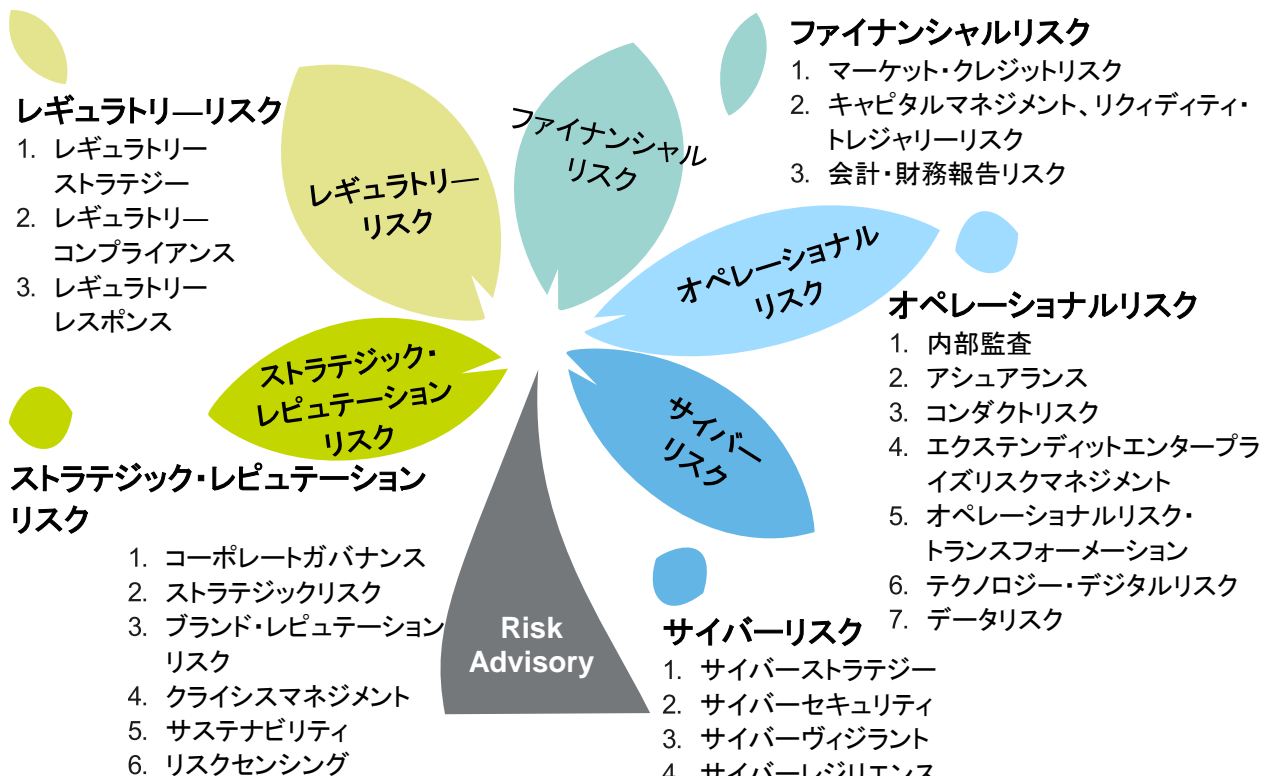 レギュラトリ―リスク
1. レギュラトリー
ストラテジー
2. レギュラトリ―
コンプライアンス
3. レギュラトリー
レスポンス
レギュラトリ―
リスク
ファイナンシャル
リスク
ファイナンシャルリスク
1. マーケット・クレジットリスク
2. キャピタルマネジメント、リクィディティ・
トレジャリーリスク
3. 会計・財務報告リスク
オペレーショナル
リスク
オペレーショナルリスク
1. 内部監査
2. アシュアランス
3. コンダクトリスク
4. エクステンディットエンタープラ
イズリスクマネジメント
5. オペレーショナルリスク・
トランスフォーメーション
6. テクノロジー・デジタルリスク
7. データリスク
ストラテジック・
レピュテーション
リスク
ストラテジック・レピュテーション
リスク
1. コーポレートガバナンス
2. ストラテジックリスク
3. ブランド・レピュテーション
リスク
4. クライシスマネジメント
5. サステナビリティ
6. リスクセンシング
Risk
Advisory
サイバー
リスク
サイバーリスク
1. サイバーストラテジー
2. サイバーセキュリティ
3. サイバーヴィジラント
4. サイバーレジリエンス